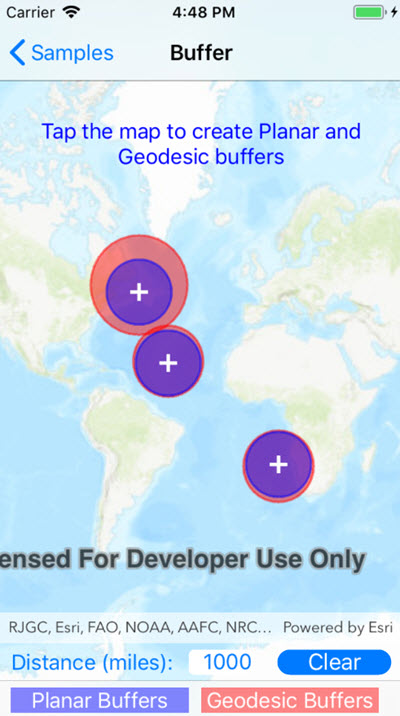 Carrier 4:48 PM
Samples Buffer
Tap the map to create Planar and
Geodesic buffers
ensed For Developer Use Only
RJGC, Esri, FAO, NOAA, AAFC, NRC... Powered by Esri
Distance (miles): 1000 Clear
Planar Buffers Geodesic Buffers